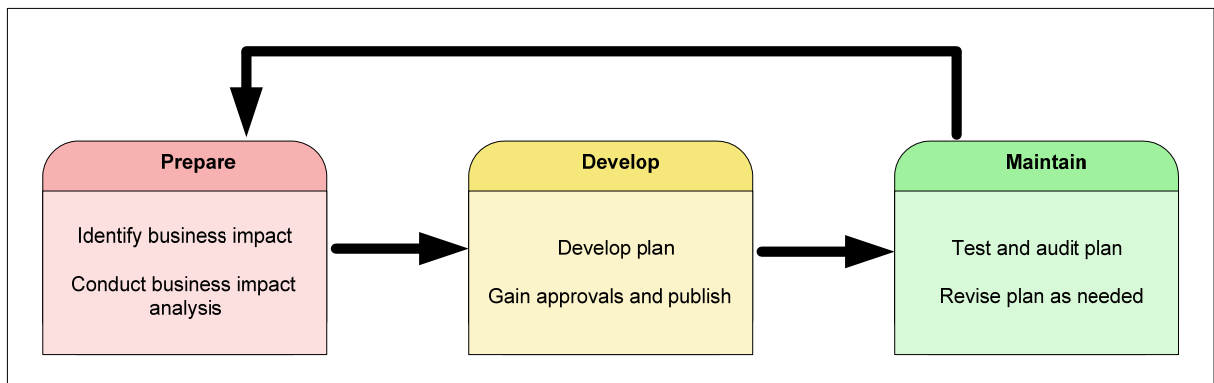 Prepare
Identify business impact
Conduct business impact
analysis
Develop
Develop plan
Gain approvals and publish
Maintain
Test and audit plan
Revise plan as needed